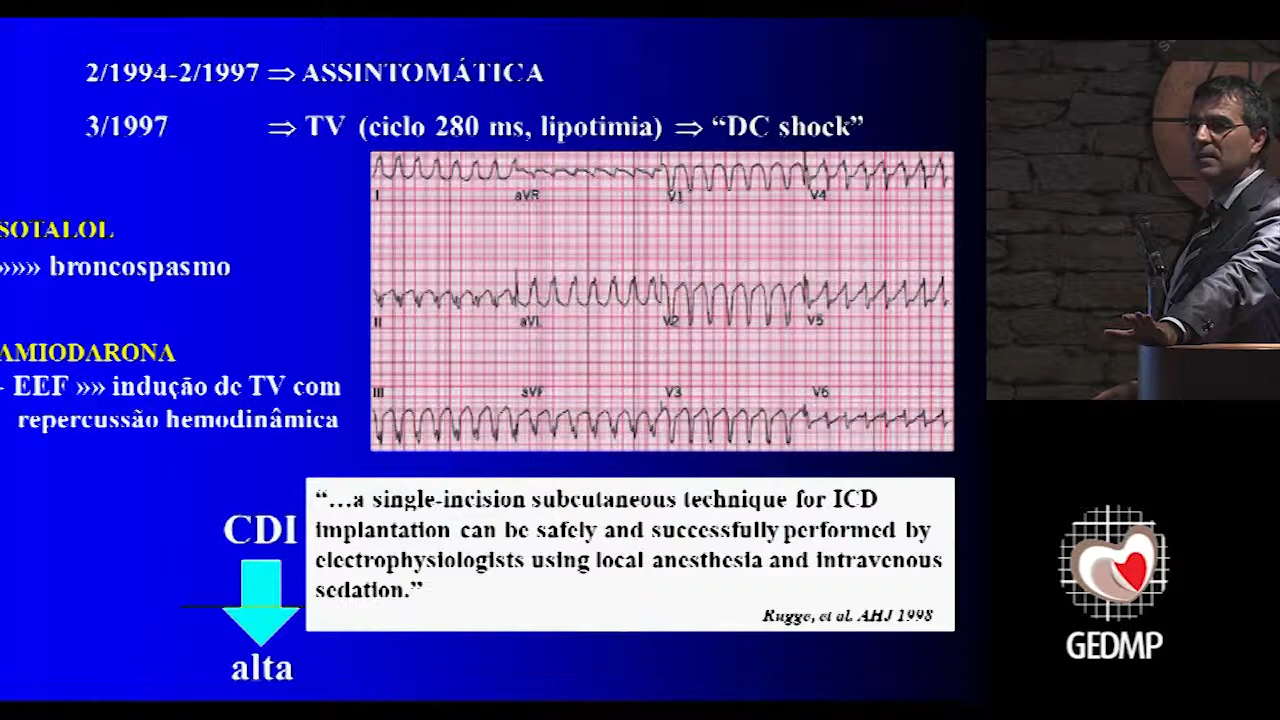 2/1994-2/1997 ⇒ ASSINTOMÁTICA
3/1997 ⇒ TV (ciclo 280 ms, lipotimia) ⇒ “DC shock”
I aVR V1 V4
II aVL V2 V5
III aVF V3 V6
SOTALOL
»»» broncospasmo
AMIODARONA
- EEF »» indução de TV com
repercussão hemodinâmica
CDI
alta
“…a single-incision subcutaneous technique for ICD
implantation can be safely and successfully performed by
electrophysiologists using local anesthesia and intravenous
sedation.”
Rugge, et al. AHJ 1998
GEDMP